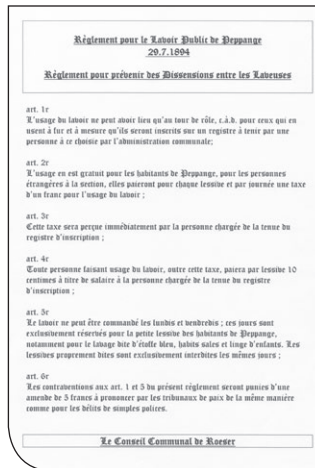 Réglement pour le Lavoir Public de Peppange
29.7.1894
Réglement pour prévenir des Dissensions entre les Laveuses
art. 1r
L'usage du lavoir ne peut avoir lieu qu'au tour de rôle, c.à.d. pour ceux qui en
usent à fur et à mesure qu'ils seront inscrits sur un registre à tenir par une
personne à ce choisie par l'administration communale;
art. 2r
L'usage en est gratuit pour les habitants de Peppange, pour les personnes
étrangères à la section, elles paieront pour chaque lessive et par journée une taxe
d'un franc pour l'usage du lavoir ;
art. 3e
Cette taxe sera perçue immédiatement par la personne chargée de la tenue du
registre d'inscription ;
art. 4e
Toute personne faisant usage du lavoir, outre cette taxe, paiera par lessive 10
centimes à titre de salaire à la personne chargée de la tenue du registre
d'inscription ;
art. 5e
Le lavoir ne peut être commandé les lundis et vendredis ; ces jours sont
exclusivement réservés pour la petite lessive des habitants de Peppange,
notamment pour le lavage dite d'étoffe bleu, habits sales et linge d'enfants. Les
lessives proprement dites sont exclusivement interdites les mêmes jours ;
art. 6e
Les contraventions aux art. 1 et 5 du présent réglement seront punies d'une
amende de 5 francs à prononcer par les tribunaux de paix de la même manière
comme pour les délits de simples polices.
Le Conseil Communal de Roeser